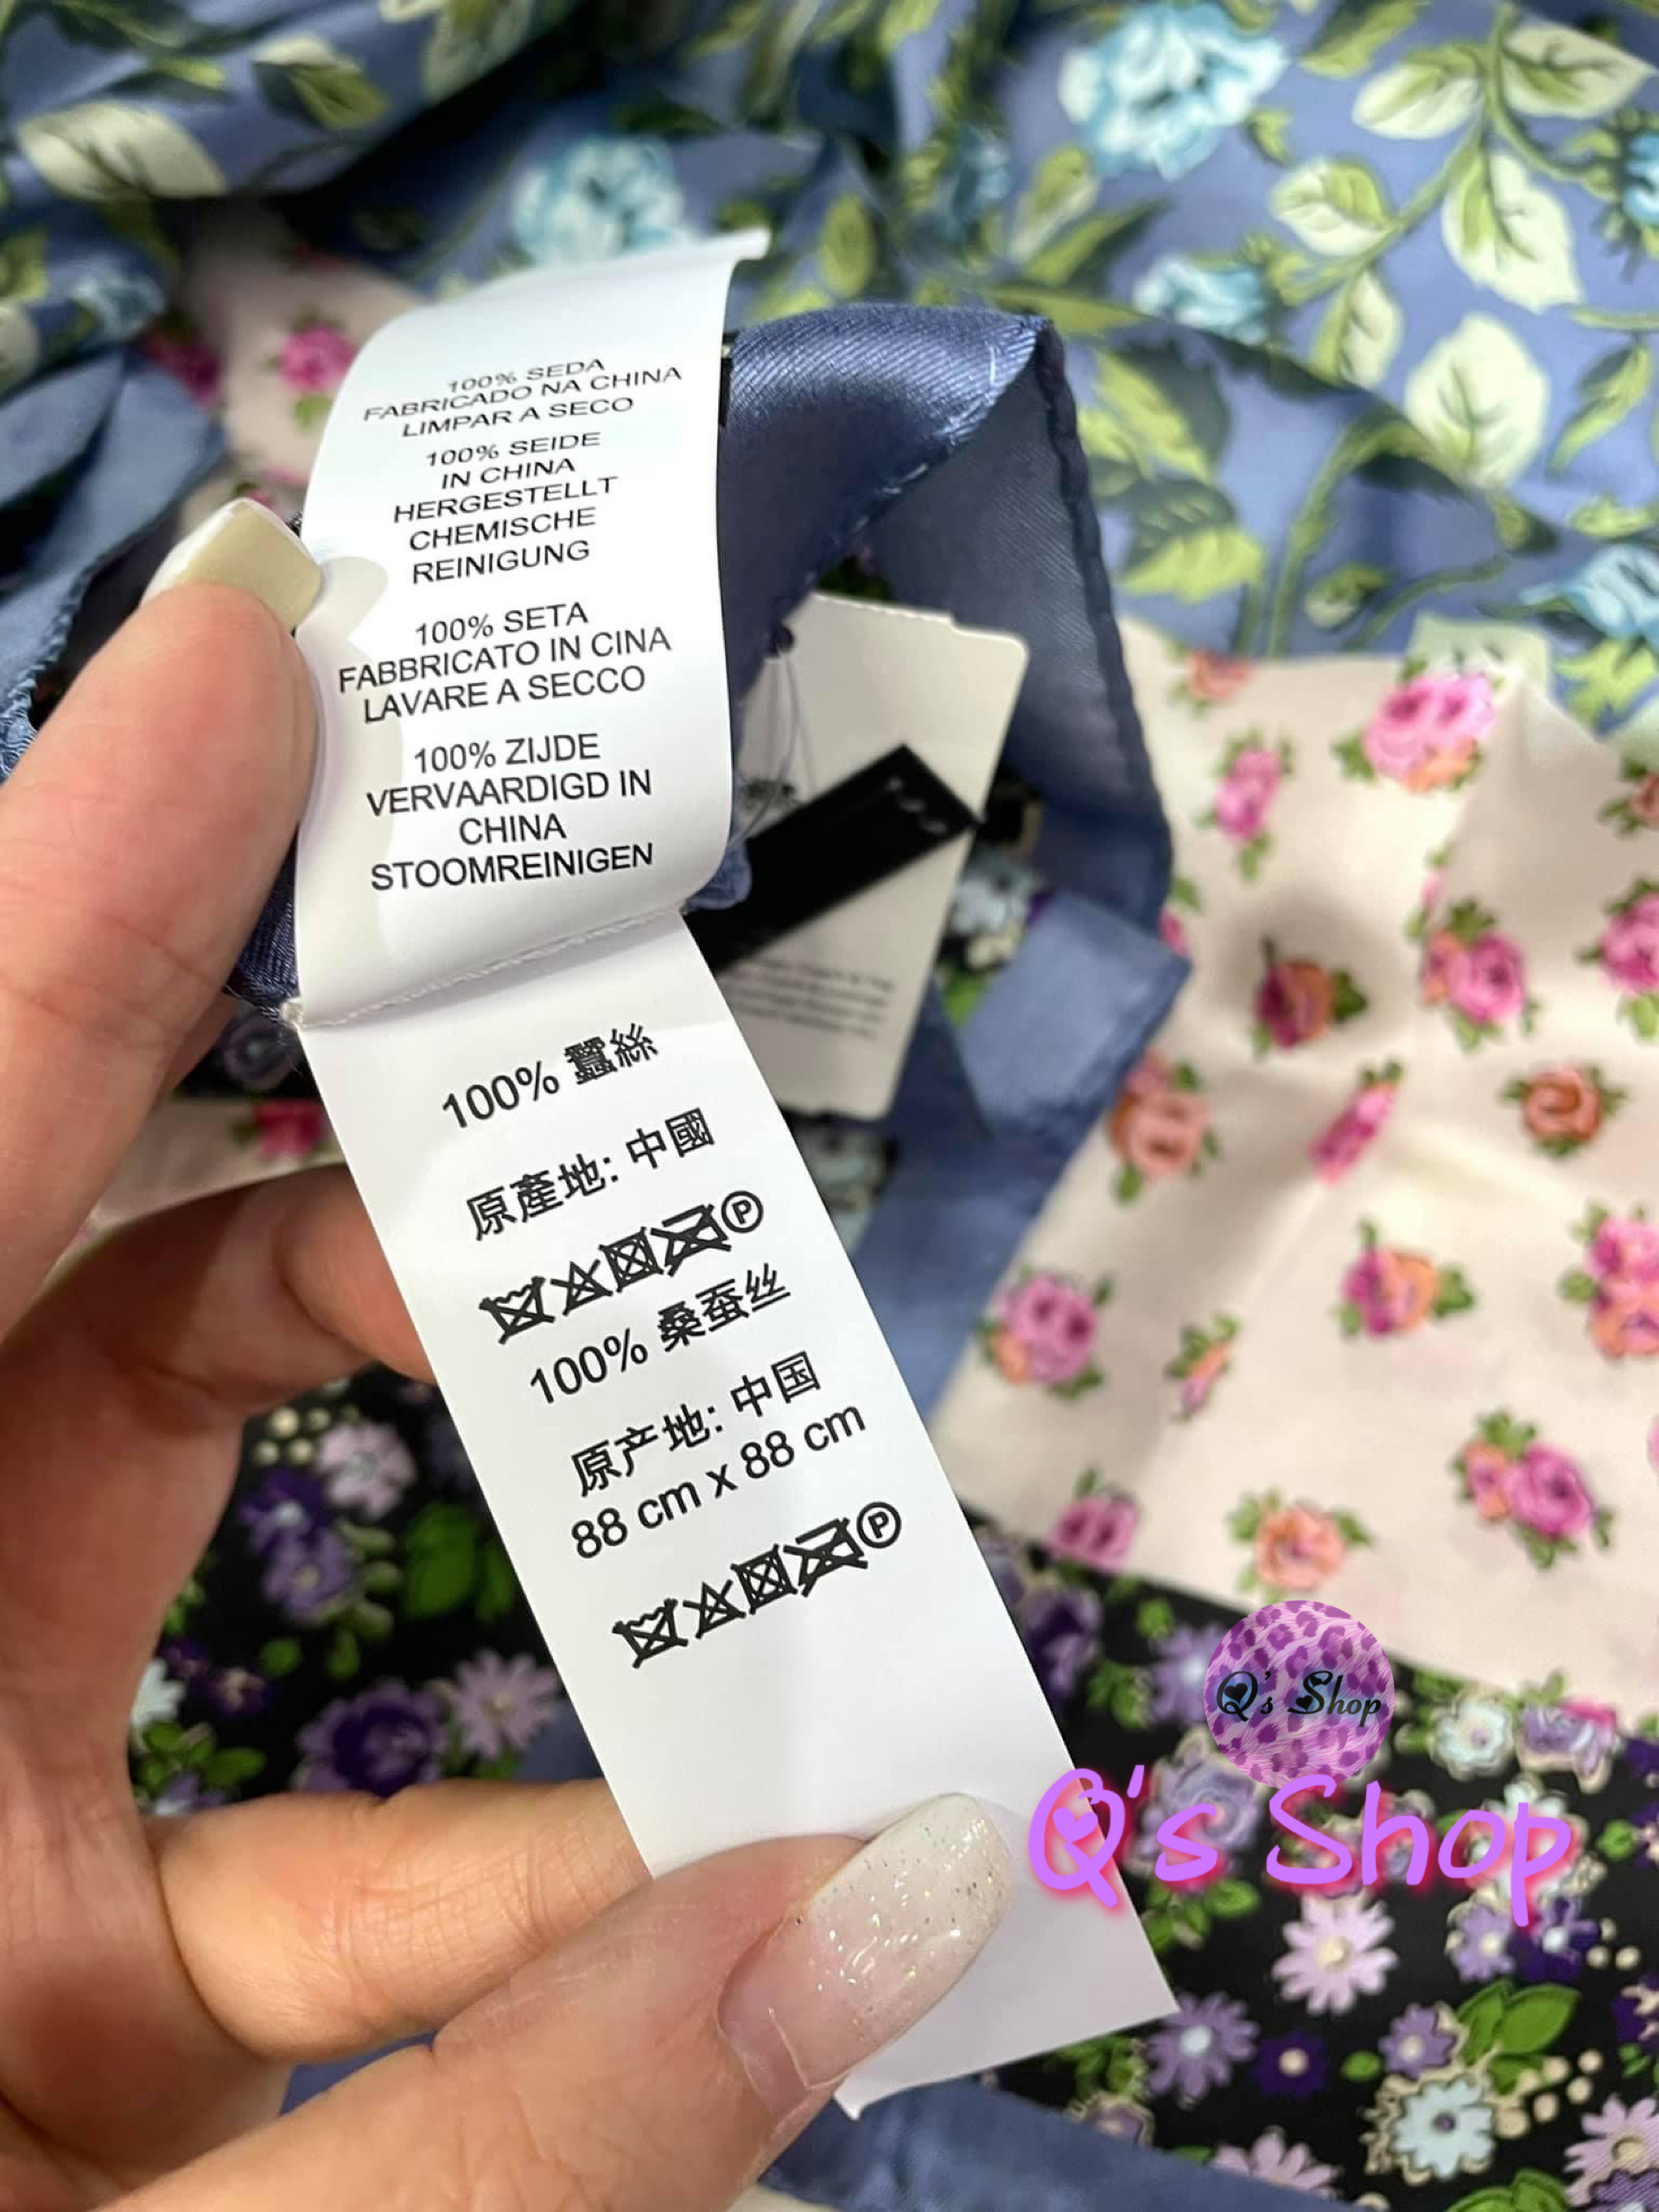 100% SEDA
FABRICADO NA CHINA
LIMPAR A SECO
100% SEIDE
IN CHINA
HERGESTELLT
CHEMISCHE
REINIGUNG
100% SETA
FABBRICATO IN CINA
LAVARE A SECCO
100% ZIJDE
VERVAARDIGD IN
CHINA
STOOMREINIGEN
100% 蠶絲
原產地: 中國
P
100% 桑蚕丝
原产地: 中国
88 cm x 88 cm
P
Q's Shop
Q's Shop